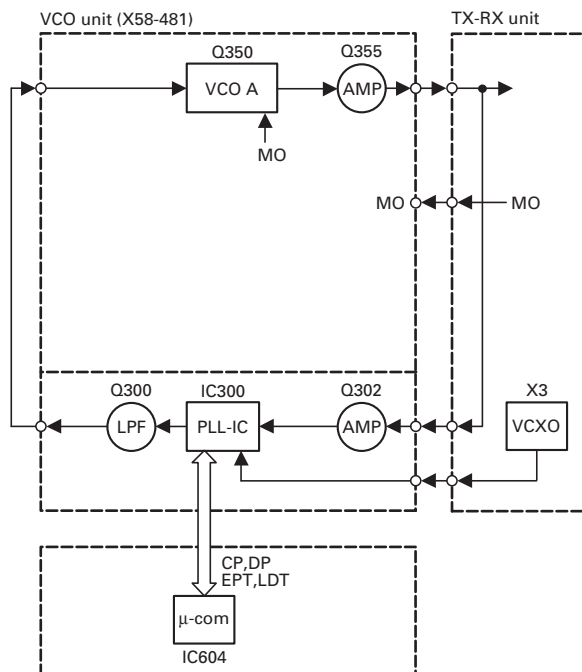 VCO unit (X58-481)
TX-RX unit
Q350
Q355
VCO A
AMP
MO
MO
MO
Q300
IC300
Q302
X3
LPF
PLL-IC
AMP
VCXO
CP,DP
EPT,LDT
μ-com
IC604